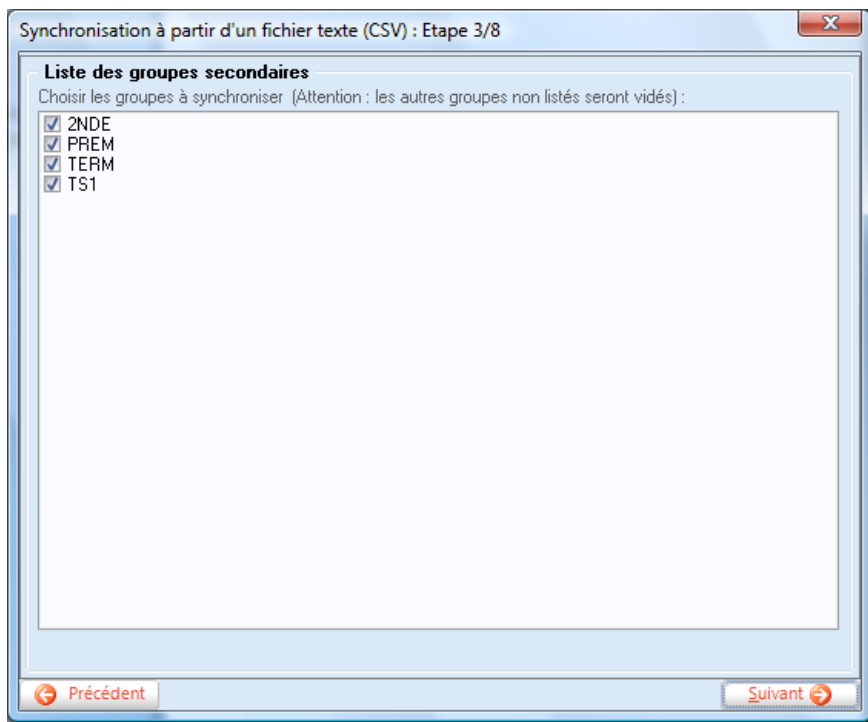 Synchronisation à partir d'un fichier texte (CSV) : Etape 3/8
Liste des groupes secondaires
Choisir les groupes à synchroniser (Attention : les autres groupes non listés seront vidés) :
2NDE
PREM
TERM
TS1
Précédent
Suivant